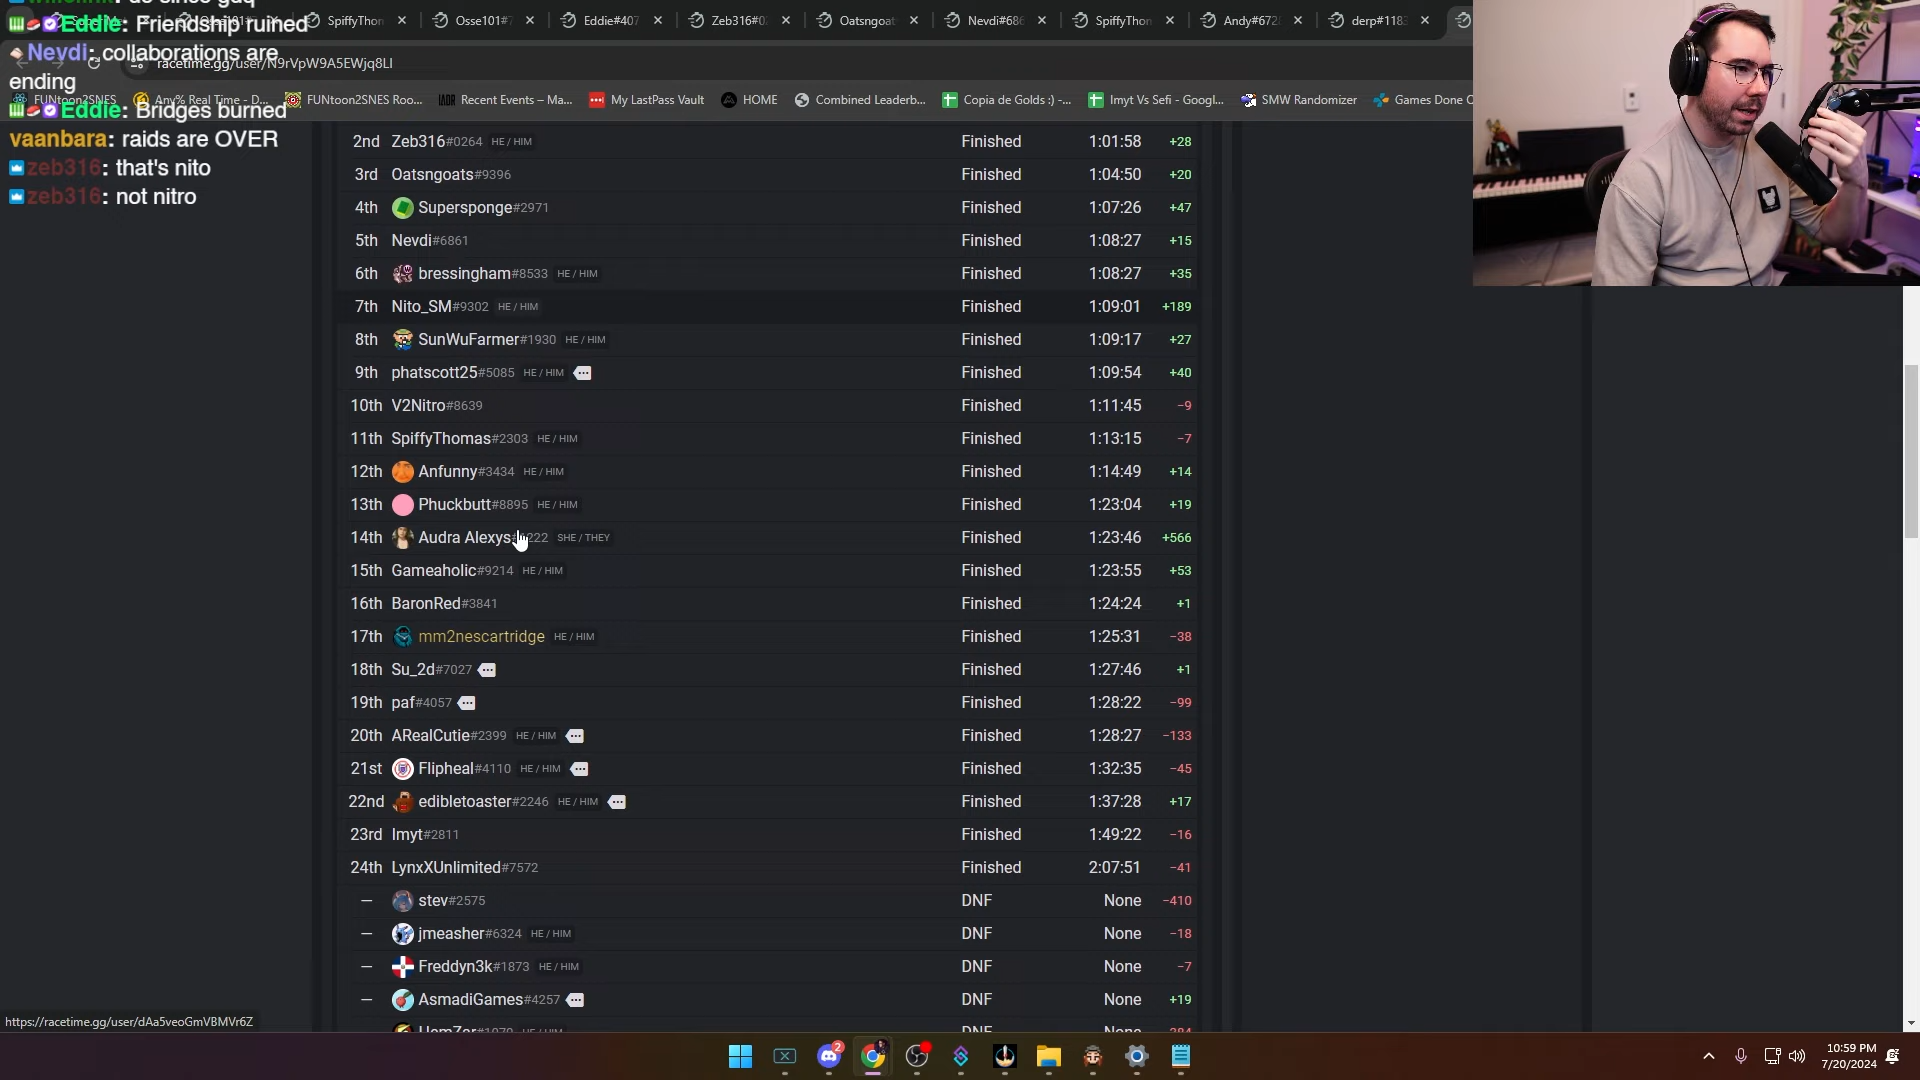 Eddie: Friendship ruined
Nevdi: collaborations are
ending
Eddie: Bridges burned
vaanbara: raids are OVER
zeb316: that's nito
zeb316: not nitro
SpiffyThon
Osse101#
Eddie#407
Zeb316#0
Oatsngoat
Nevdi#686
SpiffyThon
Andy#672
derp#118
racetime.gg/user/N9rVpW9A5EWjq8LI
FUNtoon2SNES
Any% Real Time - D...
FUNtoon2SNES Roo...
Recent Events – Ma...
My LastPass Vault
HOME
Combined Leaderb...
Copia de Golds :) -...
Imyt Vs Sefi - Googl...
SMW Randomizer
Games Done
2nd Zeb316#0264 HE / HIM Finished 1:01:58 +28
3rd Oatsngoats#9396 Finished 1:04:50 +20
4th Supersponge#2971 Finished 1:07:26 +47
5th Nevdi#6861 Finished 1:08:27 +15
6th bressingham#8533 HE / HIM Finished 1:08:27 +35
7th Nito_SM#9302 HE / HIM Finished 1:09:01 +189
8th SunWuFarmer#1930 HE / HIM Finished 1:09:17 +27
9th phatscott25#5085 HE / HIM Finished 1:09:54 +40
10th V2Nitro#8639 Finished 1:11:45 −9
11th SpiffyThomas#2303 HE / HIM Finished 1:13:15 −7
12th Anfunny#3434 HE / HIM Finished 1:14:49 +14
13th Phuckbutt#8895 HE / HIM Finished 1:23:04 +19
14th Audra Alexys 222 SHE / THEY Finished 1:23:46 +566
15th Gameaholic#9214 HE / HIM Finished 1:23:55 +53
16th BaronRed#3841 Finished 1:24:24 +1
17th mm2nescartridge HE / HIM Finished 1:25:31 −38
18th Su_2d#7027 Finished 1:27:46 +1
19th paf#4057 Finished 1:28:22 −99
20th ARealCutie#2399 HE / HIM Finished 1:28:27 −133
21st Flipheal#4110 HE / HIM Finished 1:32:35 −45
22nd edibletoaster#2246 HE / HIM Finished 1:37:28 +17
23rd Imyt#2811 Finished 1:49:22 −16
24th LynxXUnlimited#7572 Finished 2:07:51 −41
— stev#2575 DNF None −410
— jmeasher#6324 HE / HIM DNF None −18
— Freddyn3k#1873 HE / HIM DNF None −7
— AsmadiGames#4257 DNF None +19
DNF None
https://racetime.gg/user/dAa5veoGmVBMVr6Z
2
10:59 PM
7/20/2024